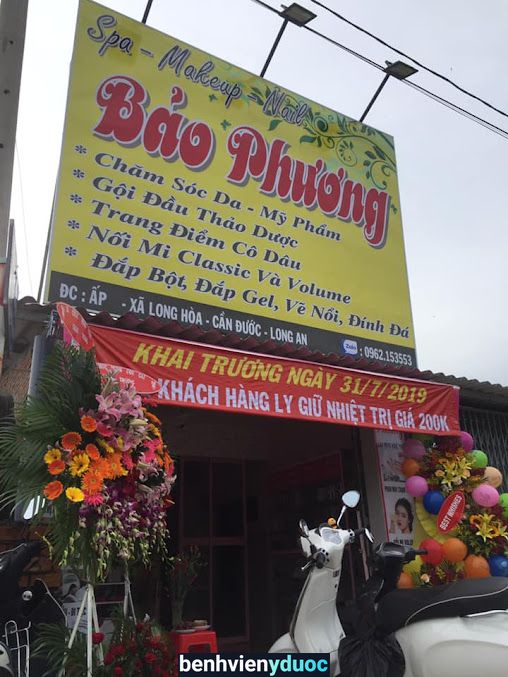 Spa - Makeup - Nail
Bảo Phương
* Chăm Sóc Da - Mỹ Phẩm
* Gội Đầu Thảo Dược
* Trang Điểm Cô Dâu
* Nối Mi Classic Và Volume
* Đắp Bột, Đắp Gel, Vẽ Nổi, Đính Đá
ĐC : ẤP - XÃ LONG HÒA - CẦN ĐƯỚC - LONG AN
Zalo : 0962.153553
KHAI TRƯƠNG NGÀY 31/7/2019
KHÁCH HÀNG LY GIỮ NHIỆT TRỊ GIÁ 200K
BEST WISHES
benhvienyduoc